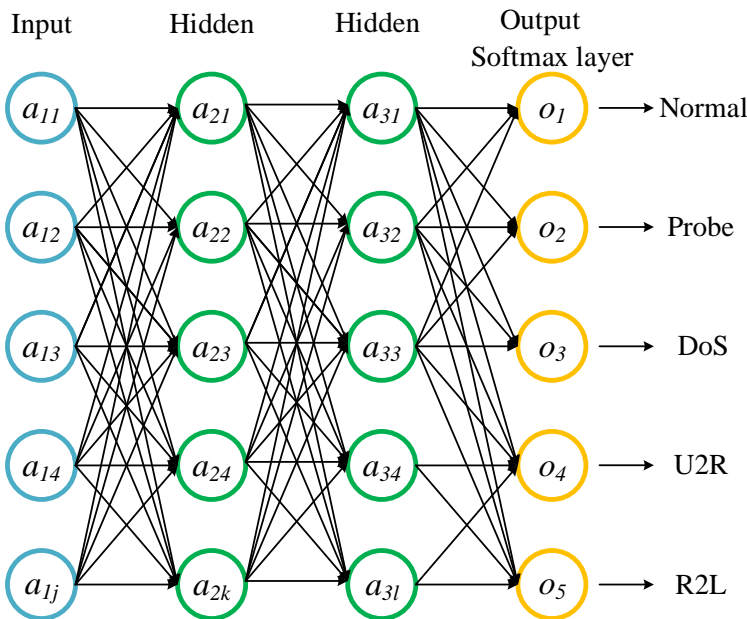 Input Hidden Hidden Output
Softmax layer
a11 a21 a31 o1 Normal
a12 a22 a32 o2 Probe
a13 a23 a33 o3 DoS
a14 a24 a34 o4 U2R
a1j a2k a3l o5 R2L